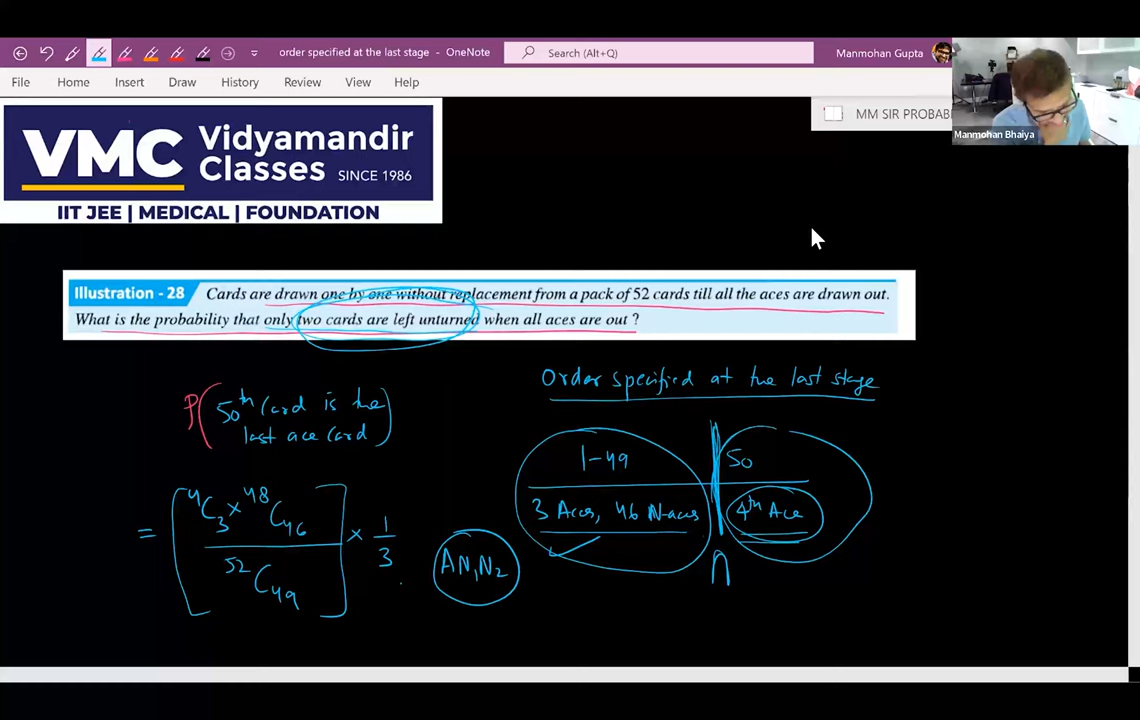 order specified at the last stage - OneNote
Search (Alt+Q)
Manmohan Gupta
File Home Insert Draw History Review View Help
MM SIR PROBAB
Manmohan Bhaiya
VMC Vidyamandir Classes SINCE 1986
IIT JEE | MEDICAL | FOUNDATION
Illustration - 28 Cards are drawn one by one without replacement from a pack of 52 cards till all the aces are drawn out.
What is the probability that only two cards are left unturned when all aces are out ?
Order specified at the last stage
P( 50th Card is the
last ace card )
1-49 50
3 Aces, 46 N-aces 4th Ace
∩
= [ 4C3 × 48C46 / 52C49 ] × 1/3
AN1N2